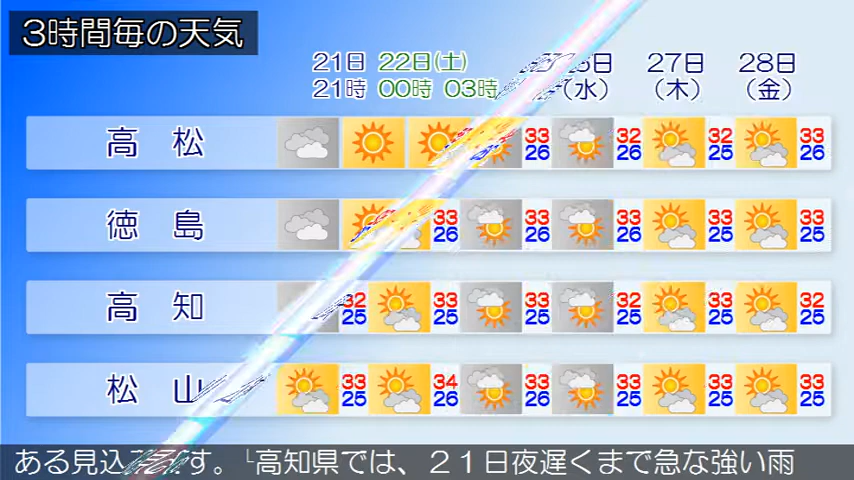 3時間毎の天気
21日 22日(土) 日 27日 28日
21時 00時 03時 (水) (木) (金)
高松 33 32 32 33
26 26 25 26
徳島 33 33 33 33 33
26 26 26 25 25
高知 32 33 33 32 33 32
25 25 26 25 25 25
松山 33 34 33 33 33 33
25 26 26 25 25 25
ある見込 す。「高知県では、21日夜遅くまで急な強い雨